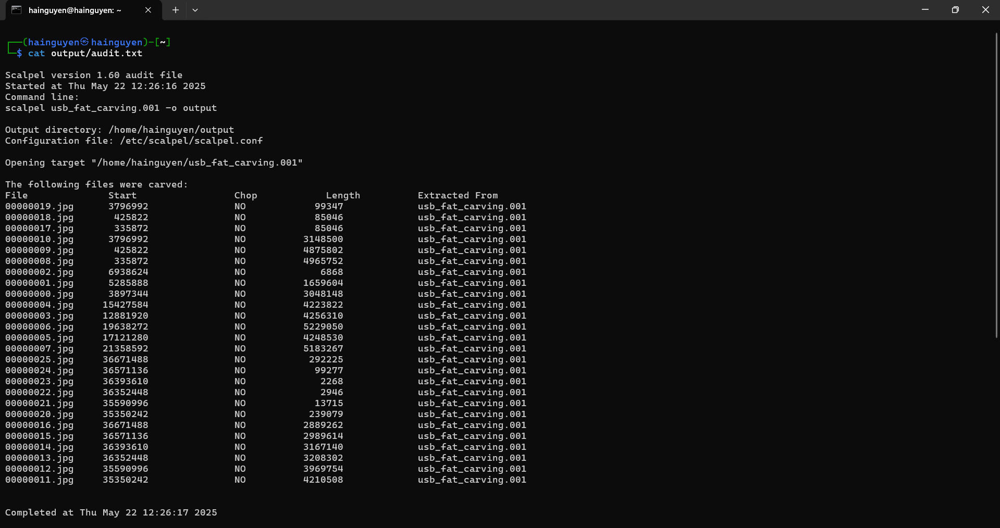 hainguyen@hainguyen: ~
┌──(hainguyen㉿hainguyen)-[~]
└─$ cat output/audit.txt
Scalpel version 1.60 audit file
Started at Thu May 22 12:26:16 2025
Command line:
scalpel usb_fat_carving.001 -o output
Output directory: /home/hainguyen/output
Configuration file: /etc/scalpel/scalpel.conf
Opening target "/home/hainguyen/usb_fat_carving.001"
The following files were carved:
File Start Chop Length Extracted From
00000019.jpg 3796992 NO 99347 usb_fat_carving.001
00000018.jpg 425822 NO 85046 usb_fat_carving.001
00000017.jpg 335872 NO 85046 usb_fat_carving.001
00000010.jpg 3796992 NO 3148500 usb_fat_carving.001
00000009.jpg 425822 NO 4875802 usb_fat_carving.001
00000008.jpg 335872 NO 4965752 usb_fat_carving.001
00000002.jpg 6938624 NO 6868 usb_fat_carving.001
00000001.jpg 5285888 NO 1659604 usb_fat_carving.001
00000000.jpg 3897344 NO 3048148 usb_fat_carving.001
00000004.jpg 15427584 NO 4223822 usb_fat_carving.001
00000003.jpg 12881920 NO 4256310 usb_fat_carving.001
00000006.jpg 19638272 NO 5229050 usb_fat_carving.001
00000005.jpg 17121280 NO 4248530 usb_fat_carving.001
00000007.jpg 21358592 NO 5183267 usb_fat_carving.001
00000025.jpg 36671488 NO 292225 usb_fat_carving.001
00000024.jpg 36571136 NO 99277 usb_fat_carving.001
00000023.jpg 36393610 NO 2268 usb_fat_carving.001
00000022.jpg 36352448 NO 2946 usb_fat_carving.001
00000021.jpg 35590996 NO 13715 usb_fat_carving.001
00000020.jpg 35350242 NO 239079 usb_fat_carving.001
00000016.jpg 36671488 NO 2889262 usb_fat_carving.001
00000015.jpg 36571136 NO 2989614 usb_fat_carving.001
00000014.jpg 36393610 NO 3167140 usb_fat_carving.001
00000013.jpg 36352448 NO 3208302 usb_fat_carving.001
00000012.jpg 35590996 NO 3969754 usb_fat_carving.001
00000011.jpg 35350242 NO 4210508 usb_fat_carving.001
Completed at Thu May 22 12:26:17 2025